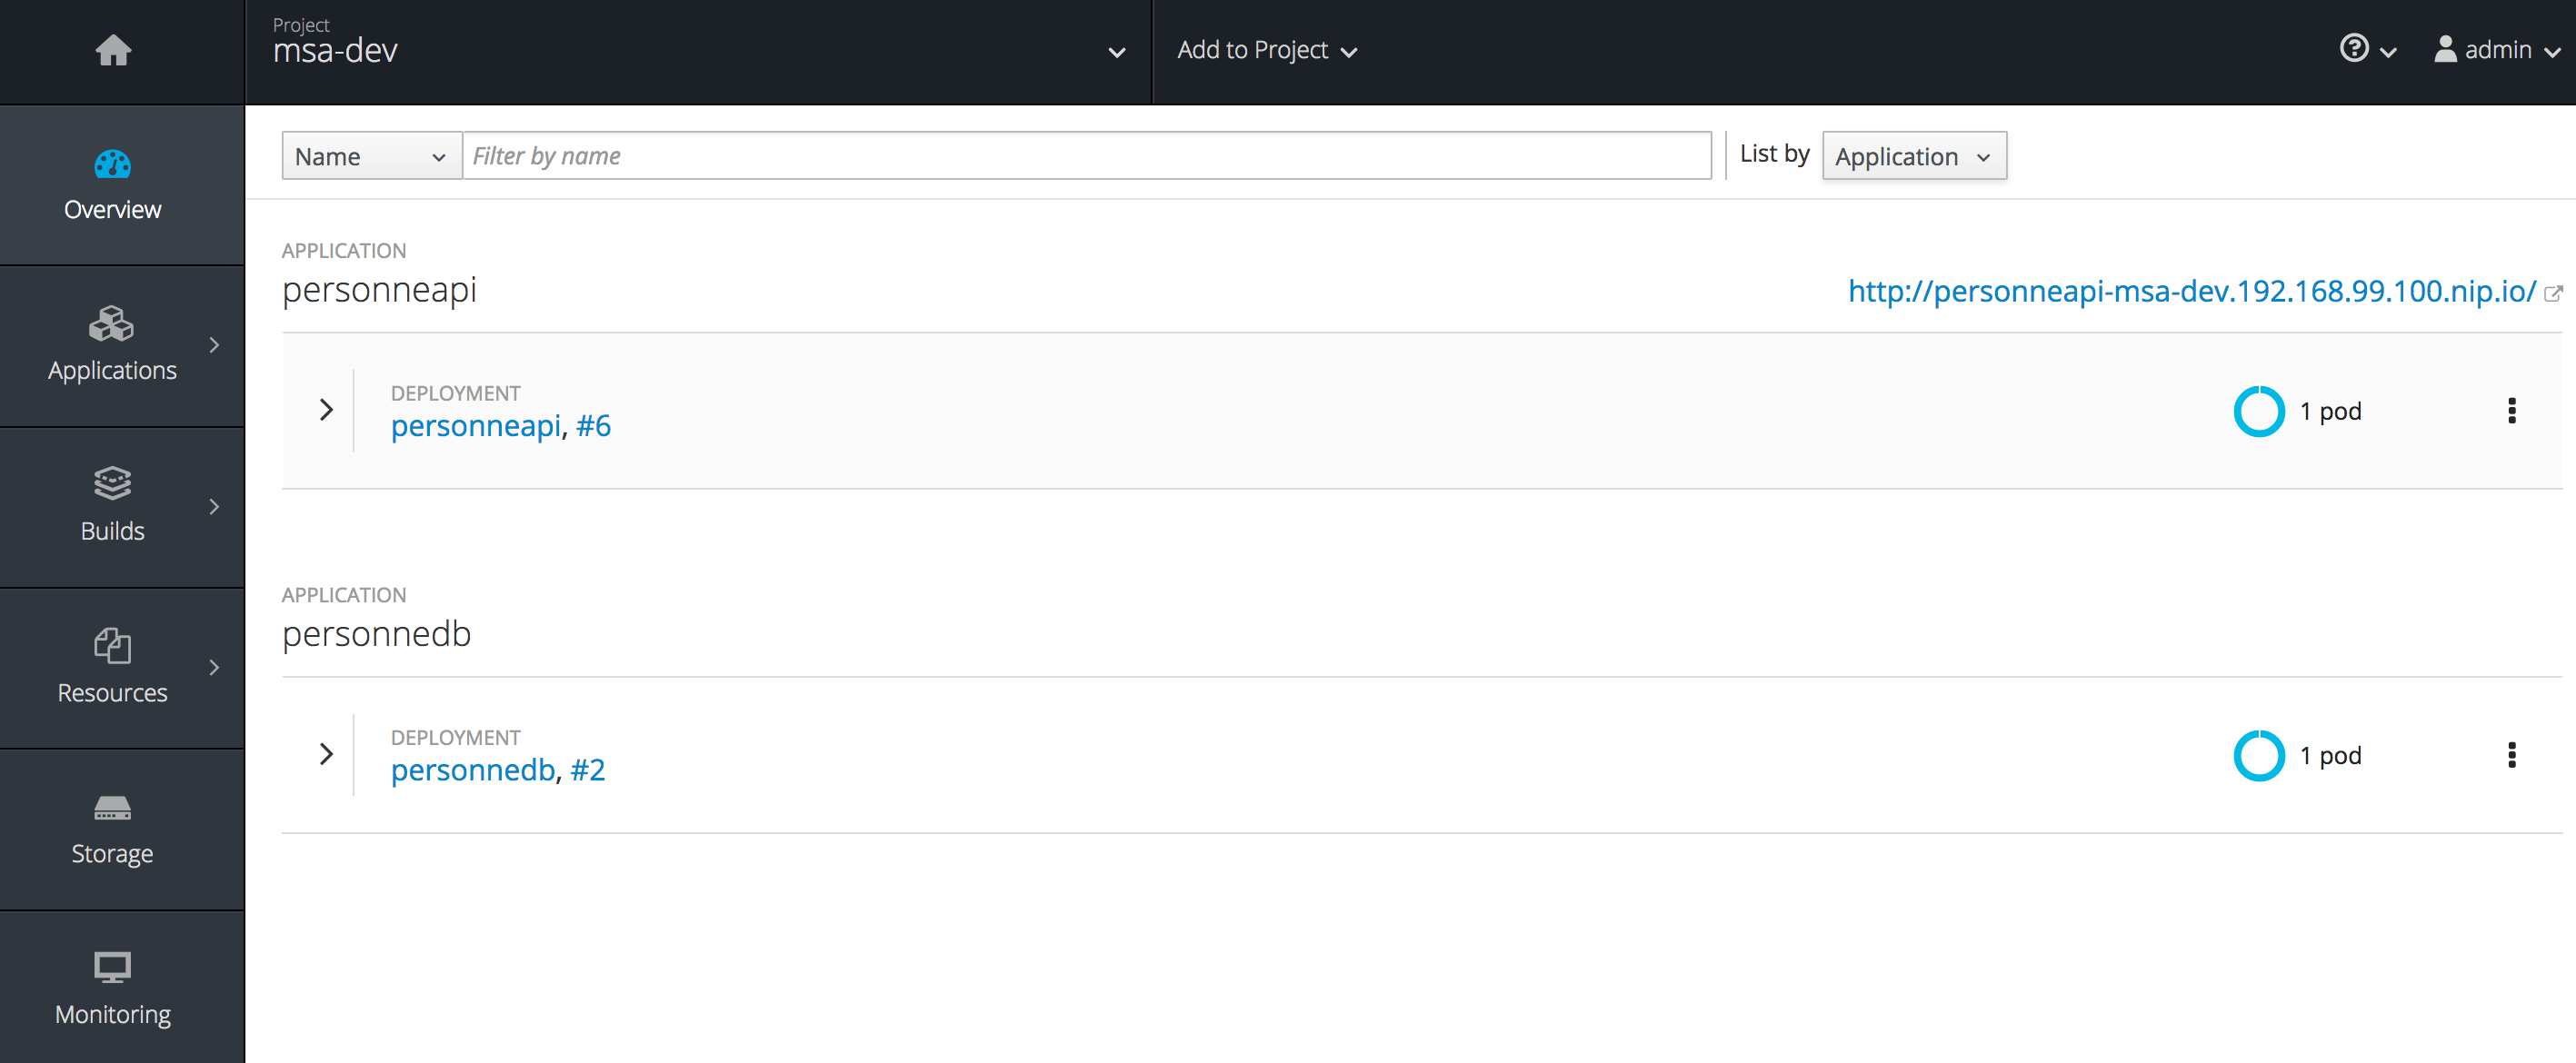 Project
msa-dev
Add to Project
admin
Name
Filter by name
List by
Application
Overview
Applications
Builds
Resources
Storage
Monitoring
APPLICATION
personneapi
http://personneapi-msa-dev.192.168.99.100.nip.io/
DEPLOYMENT
personneapi, #6
1 pod
APPLICATION
personnedb
DEPLOYMENT
personnedb, #2
1 pod